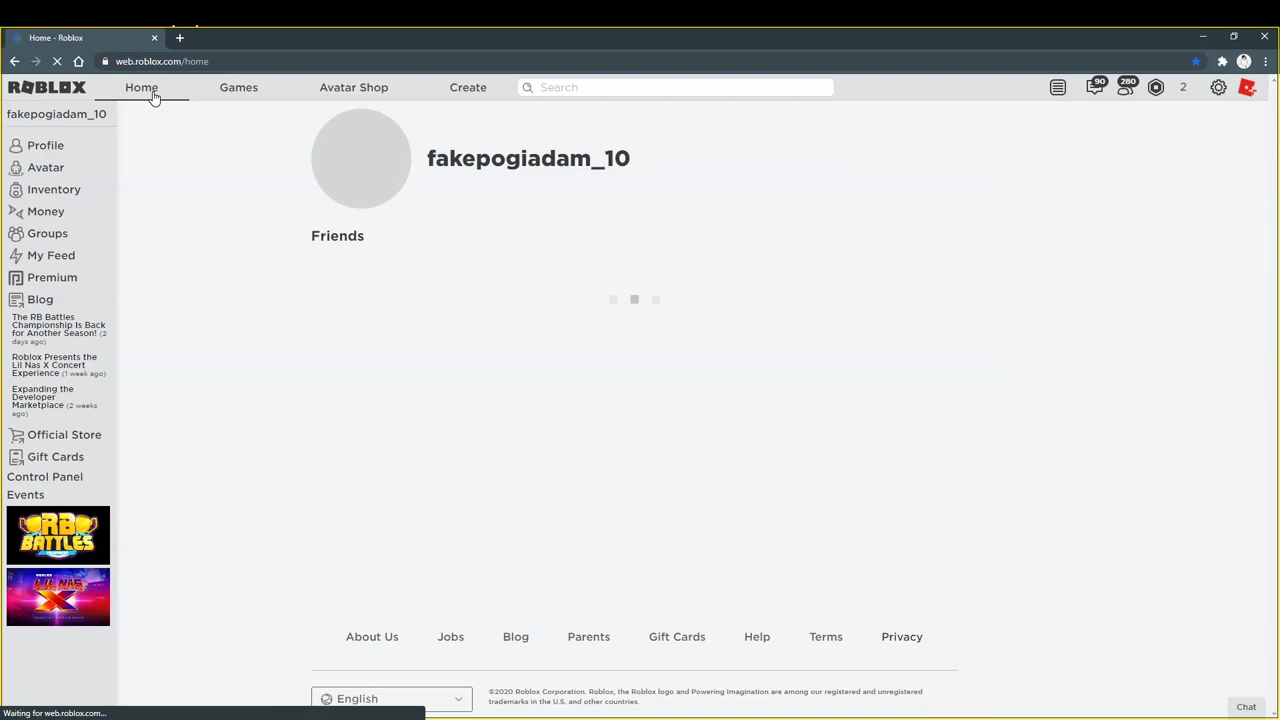 Home - Roblox
web.roblox.com/home
ROBLOX
Home
Games
Avatar Shop
Create
Search
90
280
2
fakepogiadam_10
Profile
Avatar
Inventory
Money
Groups
My Feed
Premium
Blog
The RB Battles
Championship Is Back
for Another Season! (2
days ago)
Roblox Presents the
Lil Nas X Concert
Experience (1 week ago)
Expanding the
Developer
Marketplace (2 weeks
ago)
Official Store
Gift Cards
Control Panel
Events
RB
BATTLES
LIL NAS
X
fakepogiadam_10
Friends
About Us
Jobs
Blog
Parents
Gift Cards
Help
Terms
Privacy
English
©2020 Roblox Corporation. Roblox, the Roblox logo and Powering Imagination are among our registered and unregistered
trademarks in the U.S. and other countries.
Chat
Waiting for web.roblox.com...